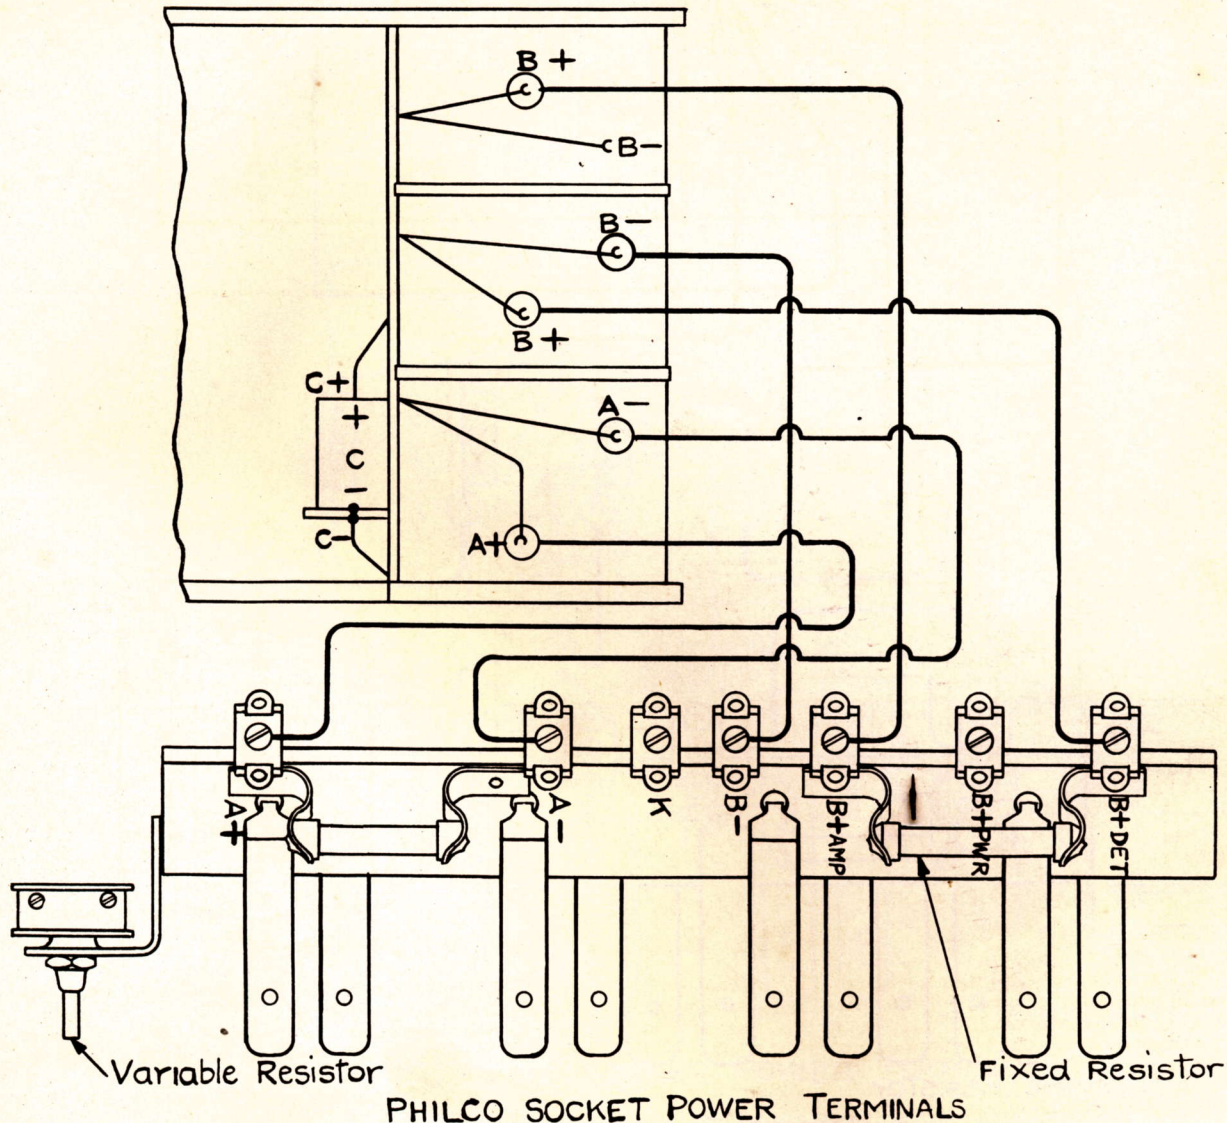 B+
B-
B-
B+
C+
+
C
-
C-
A-
A+
A+
A-
K
B-
B+AMP
B+PWR
B+DET
Variable Resistor
Fixed Resistor
PHILCO SOCKET POWER TERMINALS